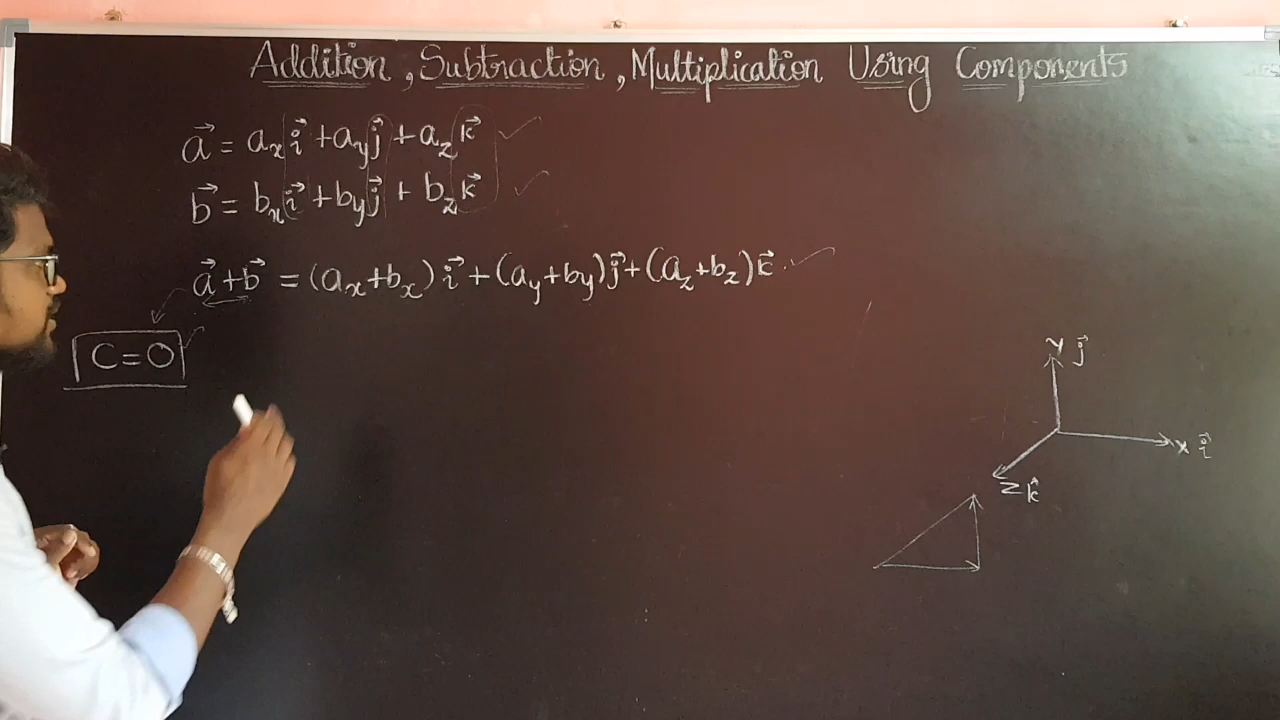 Addition, Subtraction, Multiplication Using Components
a⃗ = aₓ i⃗ + a_y j⃗ + a_z k⃗
b⃗ = bₓ i⃗ + b_y j⃗ + b_z k⃗
a⃗ + b⃗ = (aₓ + bₓ) i⃗ + (a_y + b_y) j⃗ + (a_z + b_z) k⃗.
C = O
Y j⃗
X i⃗
Z k⃗